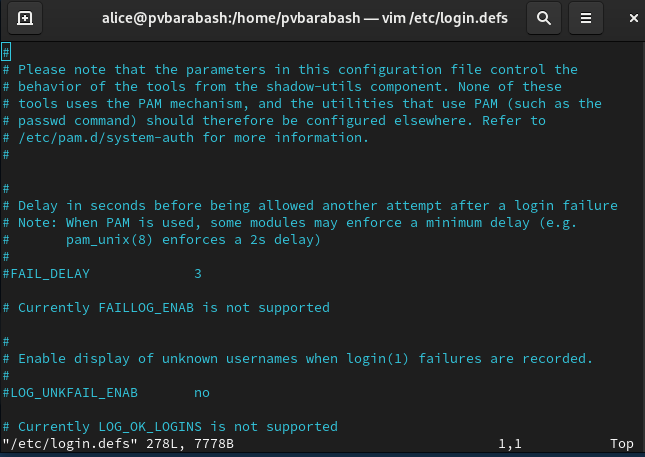 alice@pvbarabash:/home/pvbarabash — vim /etc/login.defs
#
# Please note that the parameters in this configuration file control the
# behavior of the tools from the shadow-utils component. None of these
# tools uses the PAM mechanism, and the utilities that use PAM (such as the
# passwd command) should therefore be configured elsewhere. Refer to
# /etc/pam.d/system-auth for more information.
#
#
# Delay in seconds before being allowed another attempt after a login failure
# Note: When PAM is used, some modules may enforce a minimum delay (e.g.
#       pam_unix(8) enforces a 2s delay)
#
#FAIL_DELAY             3
# Currently FAILLOG_ENAB is not supported
#
# Enable display of unknown usernames when login(1) failures are recorded.
#
#LOG_UNKFAIL_ENAB       no
# Currently LOG_OK_LOGINS is not supported
"/etc/login.defs" 278L, 7778B 1,1 Top